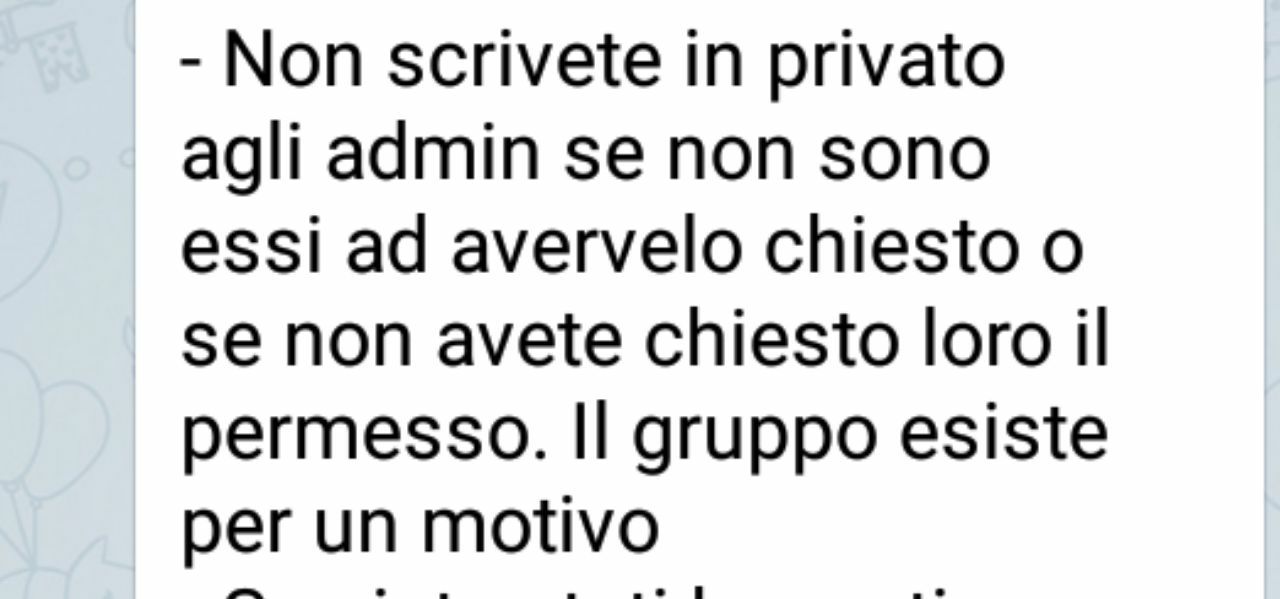 - Non scrivete in privato
agli admin se non sono
essi ad avervelo chiesto o
se non avete chiesto loro il
permesso. Il gruppo esiste
per un motivo